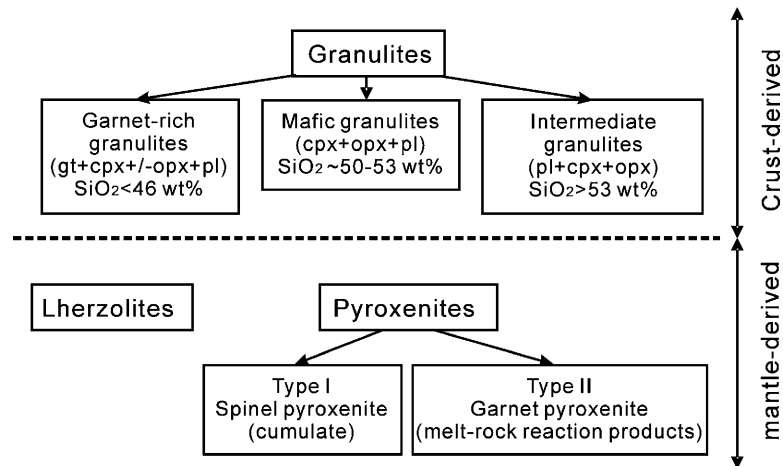 Granulites
Garnet-rich
granulites
(gt+cpx+/-opx+pl)
SiO2<46 wt%
Mafic granulites
(cpx+opx+pl)
SiO2~50-53 wt%
Intermediate
granulites
(pl+cpx+opx)
SiO2>53 wt%
Crust-derived
Lherzolites
Pyroxenites
Type I
Spinel pyroxenite
(cumulate)
Type II
Garnet pyroxenite
(melt-rock reaction products)
mantle-derived